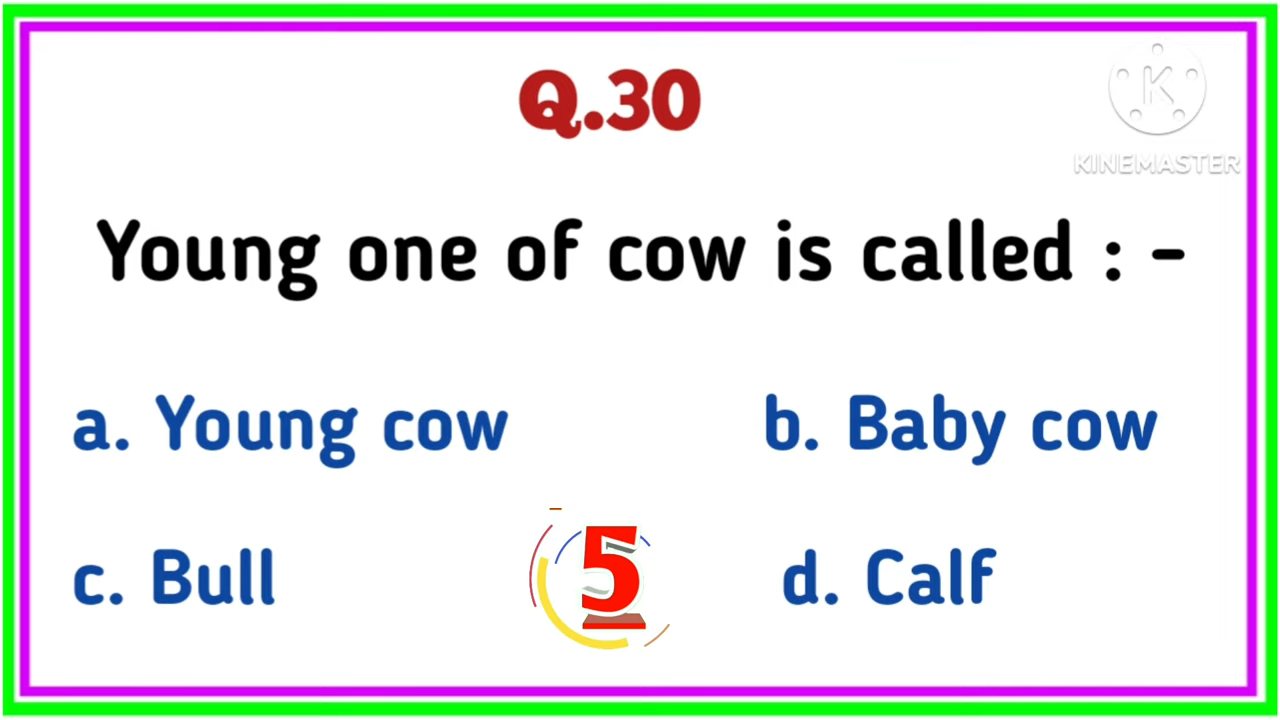 Q.30
K
KINEMASTER
Young one of cow is called : -
a. Young cow
b. Baby cow
c. Bull
5
d. Calf